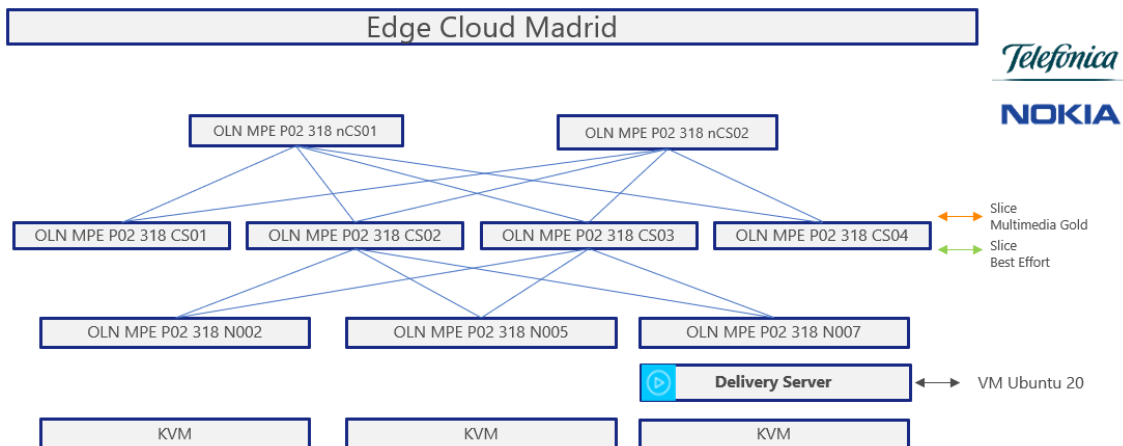 Edge Cloud Madrid
Telefónica
NOKIA
OLN MPE P02 318 nCS01
OLN MPE P02 318 nCS02
OLN MPE P02 318 CS01
OLN MPE P02 318 CS02
OLN MPE P02 318 CS03
OLN MPE P02 318 CS04
Slice
Multimedia Gold
Slice
Best Effort
OLN MPE P02 318 N002
OLN MPE P02 318 N005
OLN MPE P02 318 N007
Delivery Server
VM Ubuntu 20
KVM
KVM
KVM